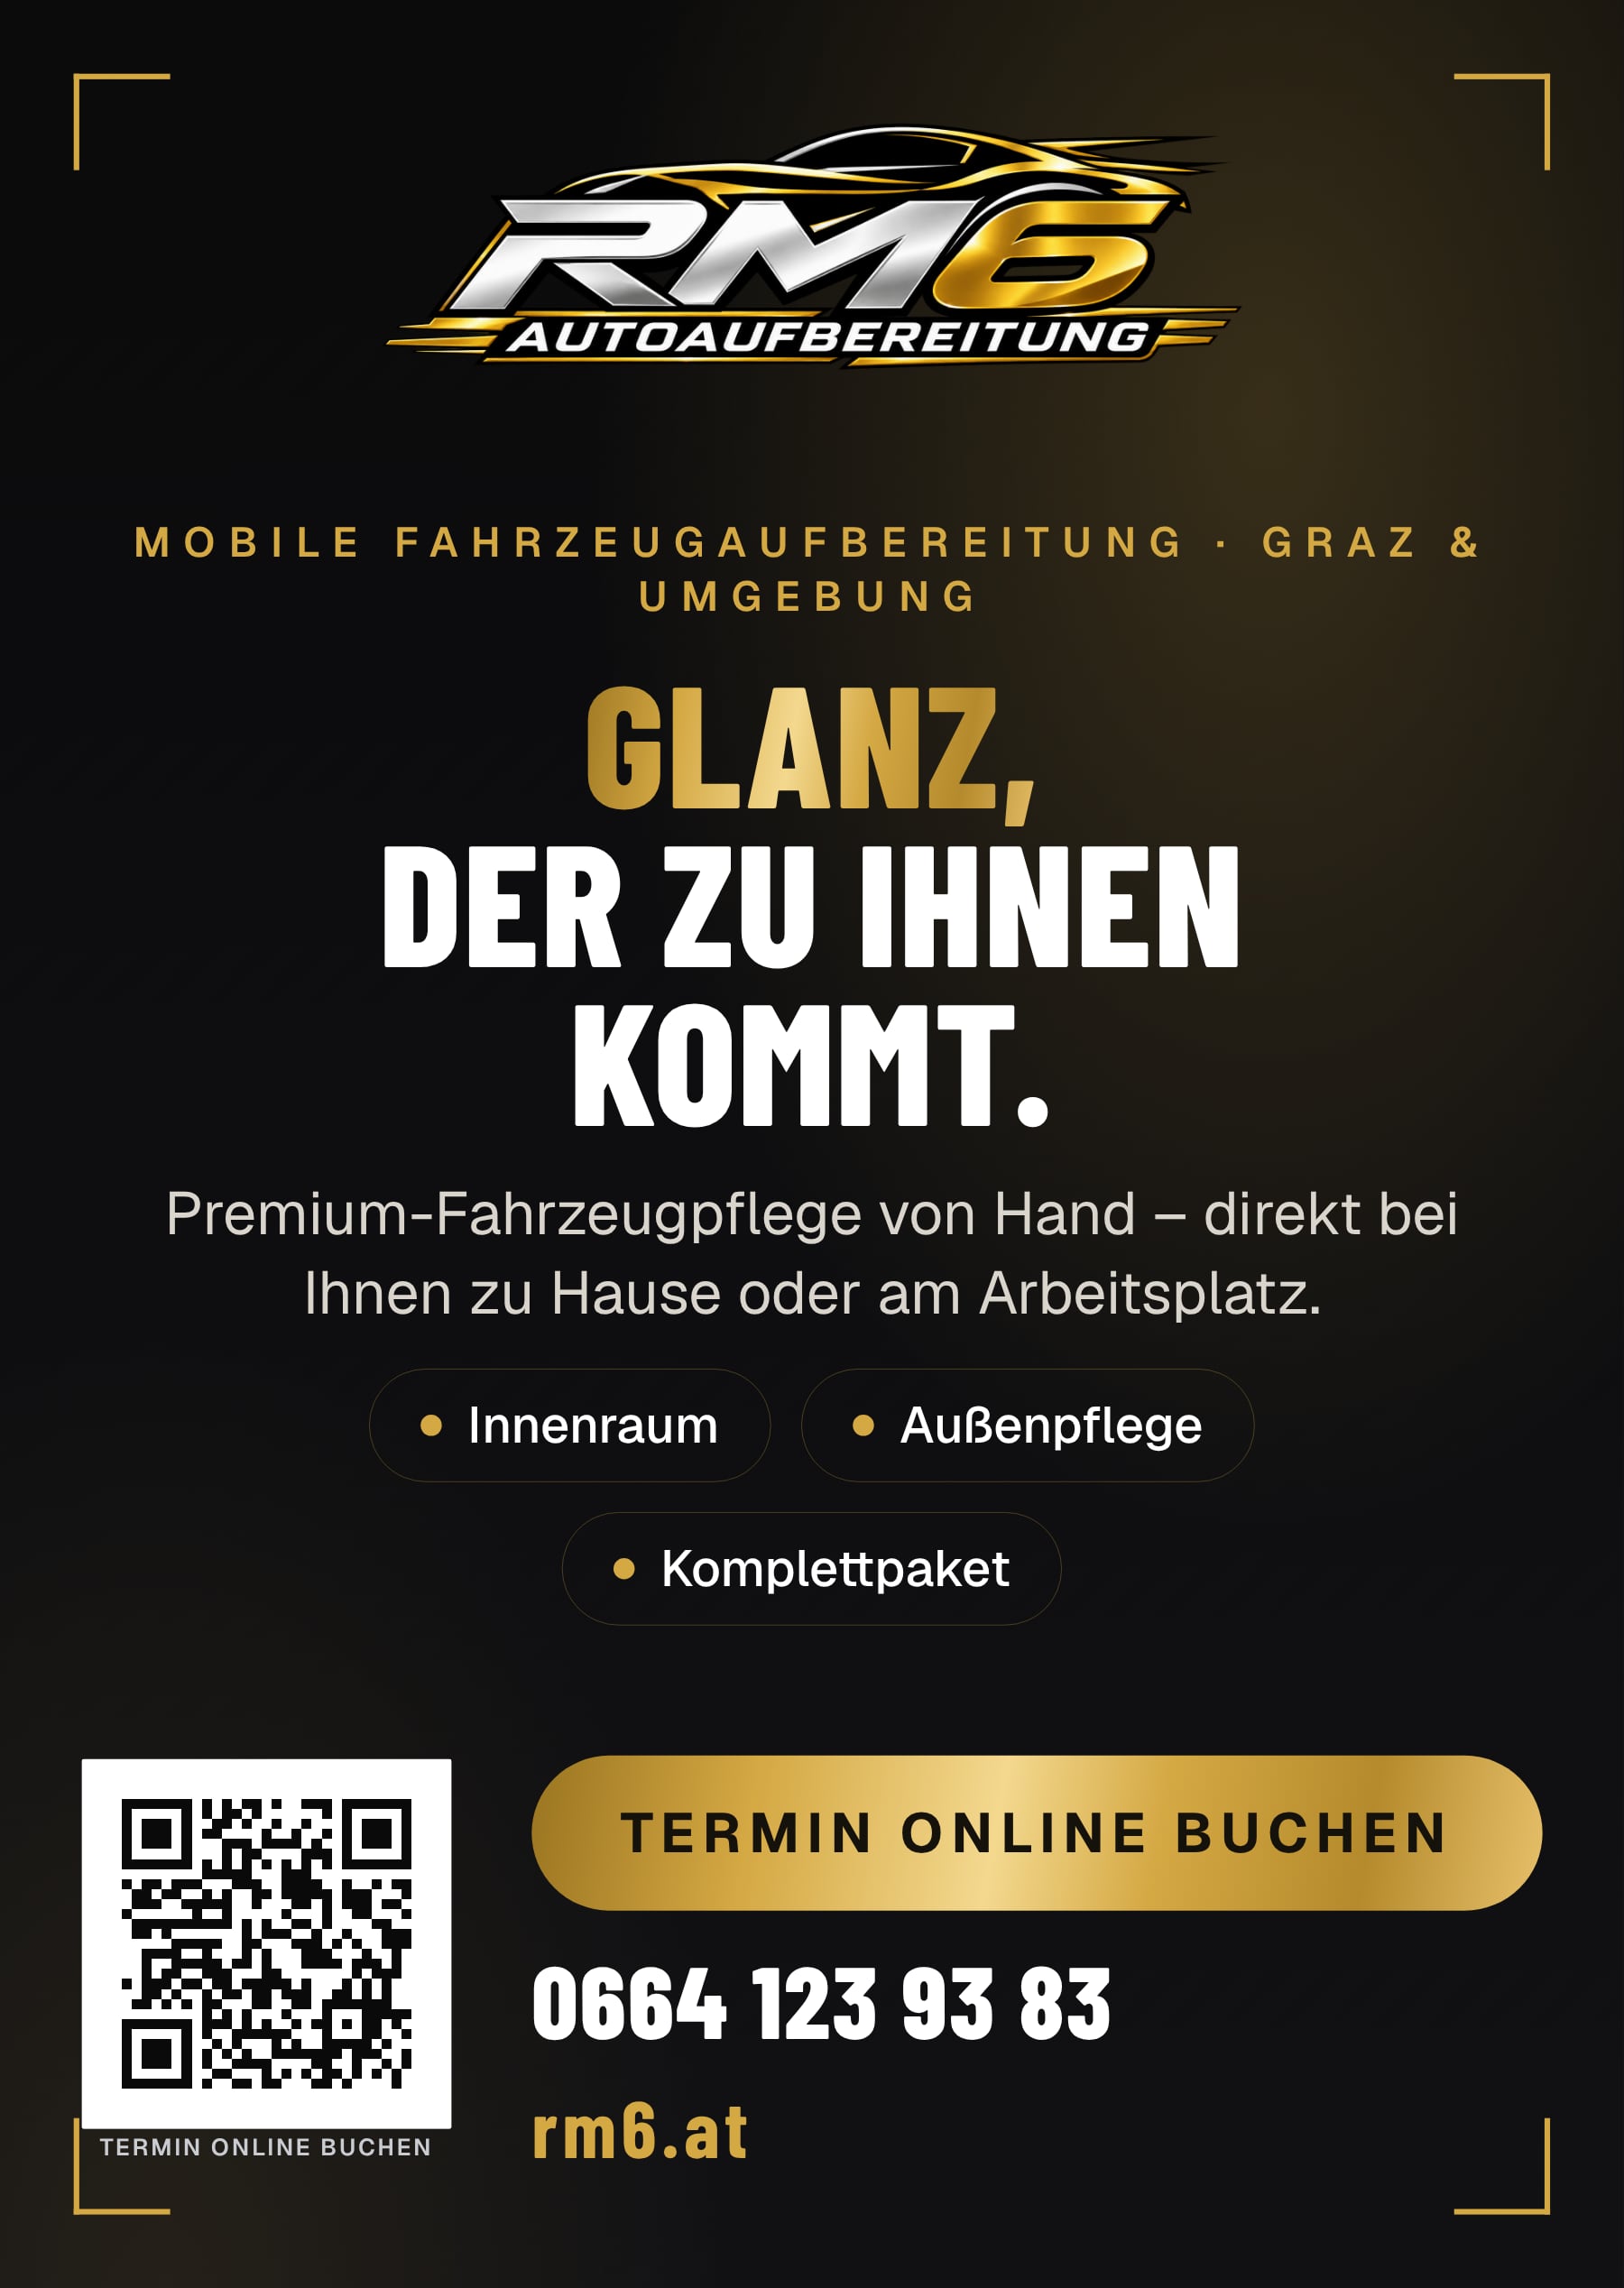 RM6
AUTOAUFBEREITUNG
MOBILE FAHRZEUGAUFBEREITUNG · GRAZ &
UMGEBUNG
GLANZ,
DER ZU IHNEN
KOMMT.
Premium-Fahrzeugpflege von Hand – direkt bei
Ihnen zu Hause oder am Arbeitsplatz.
Innenraum
Außenpflege
Komplettpaket
TERMIN ONLINE BUCHEN
0664 123 93 83
rm6.at
TERMIN ONLINE BUCHEN